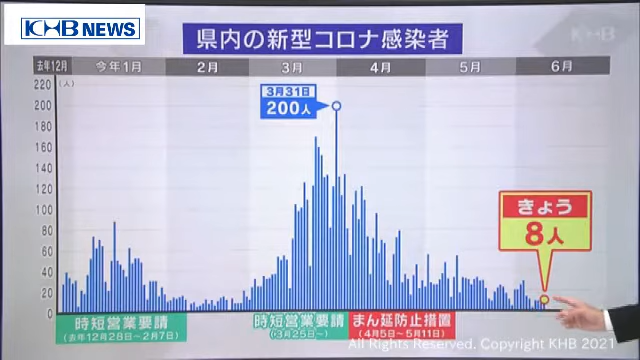 KHB NEWS
県内の新型コロナ感染者
KHB
去年12月 今年1月 2月 3月 4月 5月 6月
220 (人)
200
180
160
140
120
100
80
60
40
20
0
3月31日
200人
きょう
8人
時短営業要請
(去年12月28日~2月7日)
時短営業要請
(3月25日~)
まん延防止措置
(4月5日~5月11日)
All Rights Reserved. Copyright KHB 2021